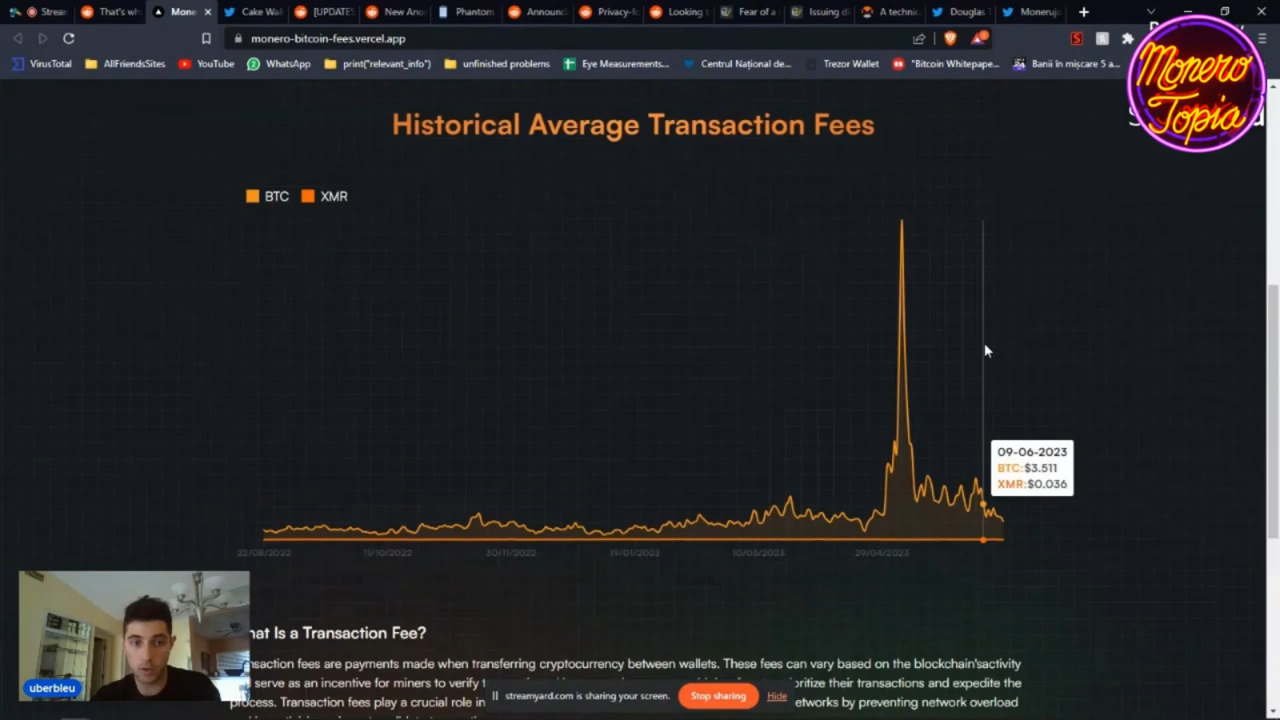 Stream
That's wh
Mone
Cake Wal
[UPDATE
New Ano
Phantom
Announci
Privacy-fo
Looking t
Fear of a
Issuing di
A technic
Douglas T
Moneruj
monero-bitcoin-fees.vercel.app
VirusTotal
AllFriendsSites
YouTube
WhatsApp
print("relevant_info")
unfinished problems
Eye Measurements...
Centrul Național de...
Trezor Wallet
"Bitcoin Whitepape...
Banii în mișcare 5 a...
Monero
Topia
Historical Average Transaction Fees
BTC XMR
09-06-2023
BTC:$3.511
XMR:$0.036
22/08/2022 11/10/2022 30/11/2022 19/01/2023 10/03/2023 29/04/2023
hat Is a Transaction Fee?
nsaction fees are payments made when transferring cryptocurrency between wallets. These fees can vary based on the blockchain'sactivity
serve as an incentive for miners to verify t
oritize their transactions and expedite the
process. Transaction fees play a crucial role in
etworks by preventing network overload
uberbleu
streamyard.com is sharing your screen.
Stop sharing
Hide